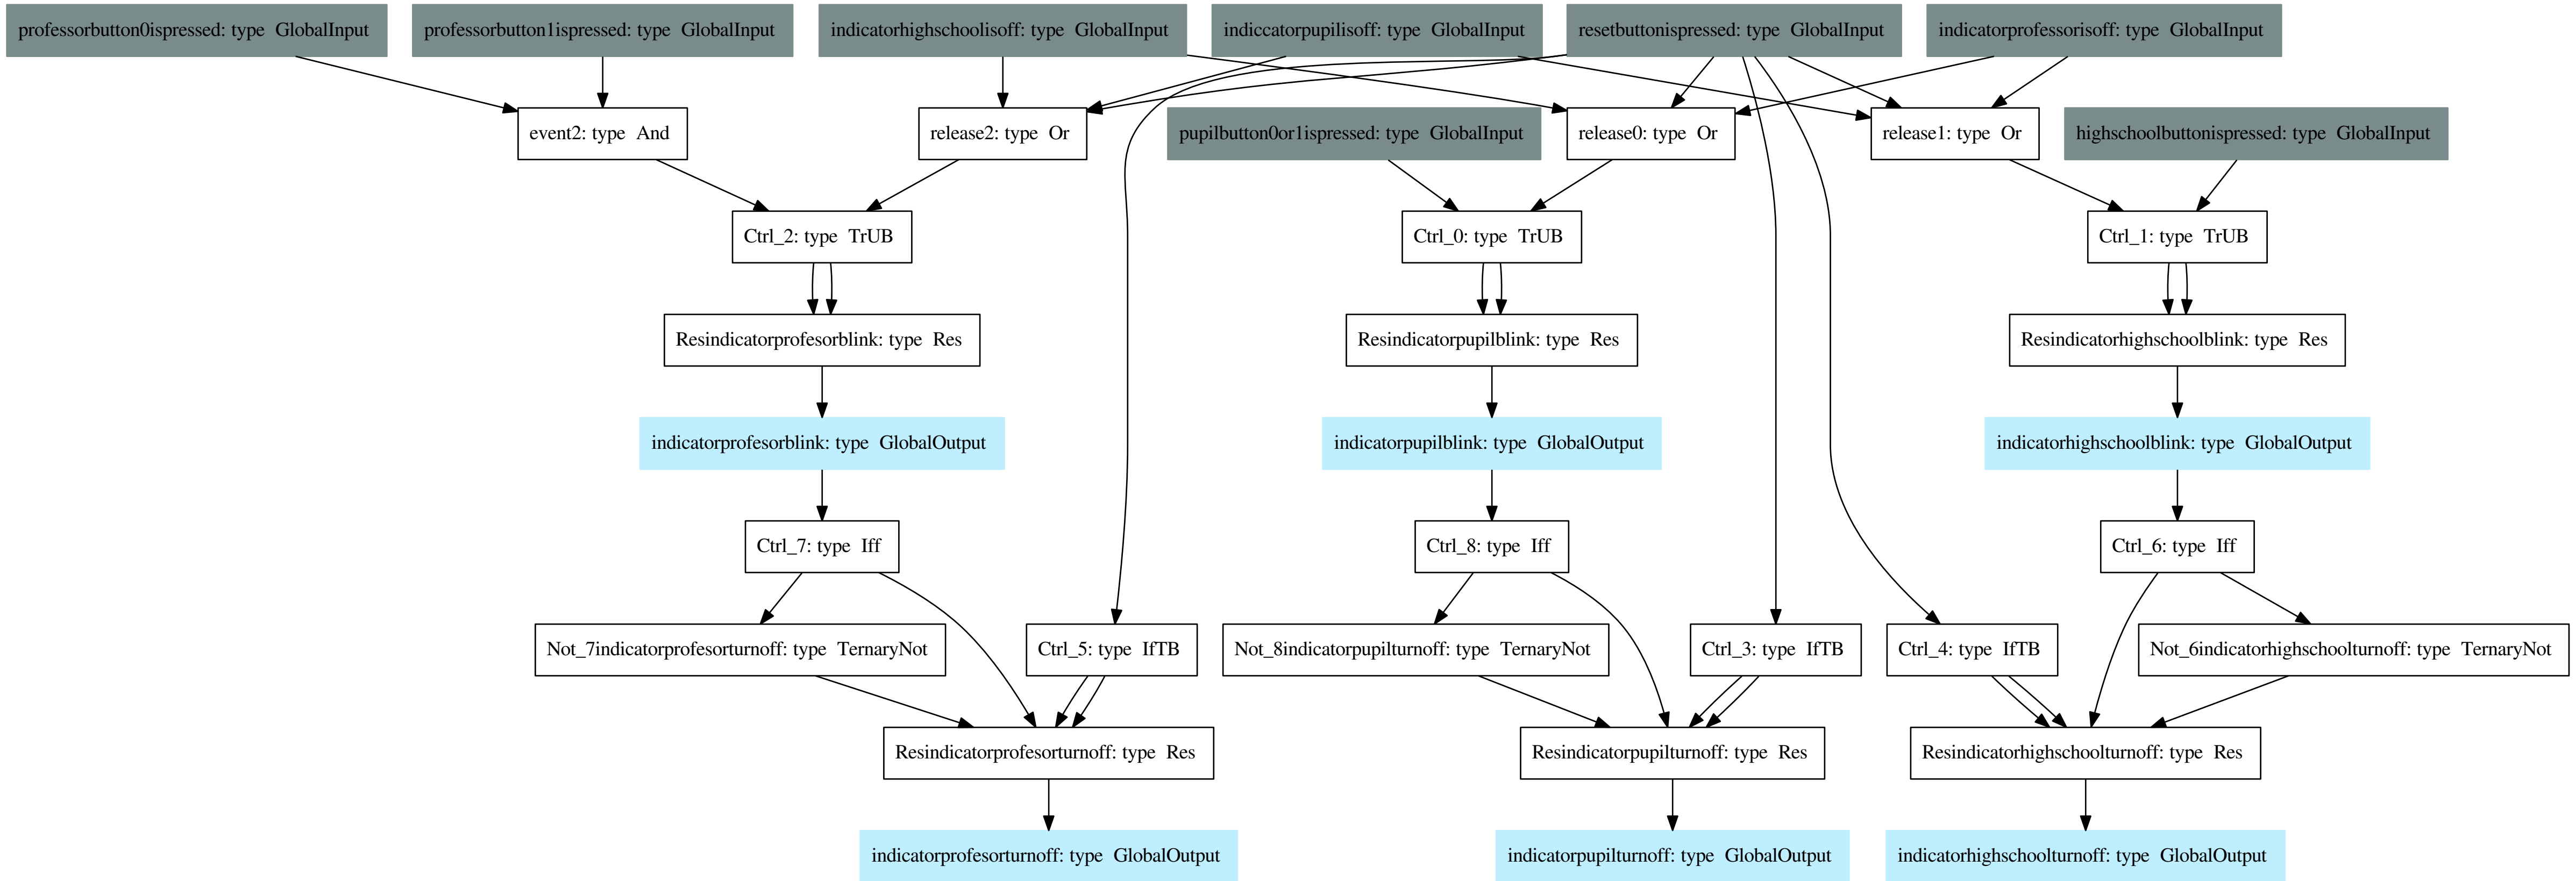 professorbutton0ispressed: type GlobalInput
professorbutton1ispressed: type GlobalInput
indicatorhighschoolisoff: type GlobalInput
indiccatorpupilisoff: type GlobalInput
resetbuttonispressed: type GlobalInput
indicatorprofessorisoff: type GlobalInput
event2: type And
release2: type Or
pupilbutton0or1ispressed: type GlobalInput
release0: type Or
release1: type Or
highschoolbuttonispressed: type GlobalInput
Ctrl_2: type TrUB
Ctrl_0: type TrUB
Ctrl_1: type TrUB
Resindicatorprofesorblink: type Res
Resindicatorpupilblink: type Res
Resindicatorhighschoolblink: type Res
indicatorprofesorblink: type GlobalOutput
indicatorpupilblink: type GlobalOutput
indicatorhighschoolblink: type GlobalOutput
Ctrl_7: type Iff
Ctrl_8: type Iff
Ctrl_6: type Iff
Not_7indicatorprofesorturnoff: type TernaryNot
Ctrl_5: type IfTB
Not_8indicatorpupilturnoff: type TernaryNot
Ctrl_3: type IfTB
Ctrl_4: type IfTB
Not_6indicatorhighschoolturnoff: type TernaryNot
Resindicatorprofesorturnoff: type Res
Resindicatorpupilturnoff: type Res
Resindicatorhighschoolturnoff: type Res
indicatorprofesorturnoff: type GlobalOutput
indicatorpupilturnoff: type GlobalOutput
indicatorhighschoolturnoff: type GlobalOutput